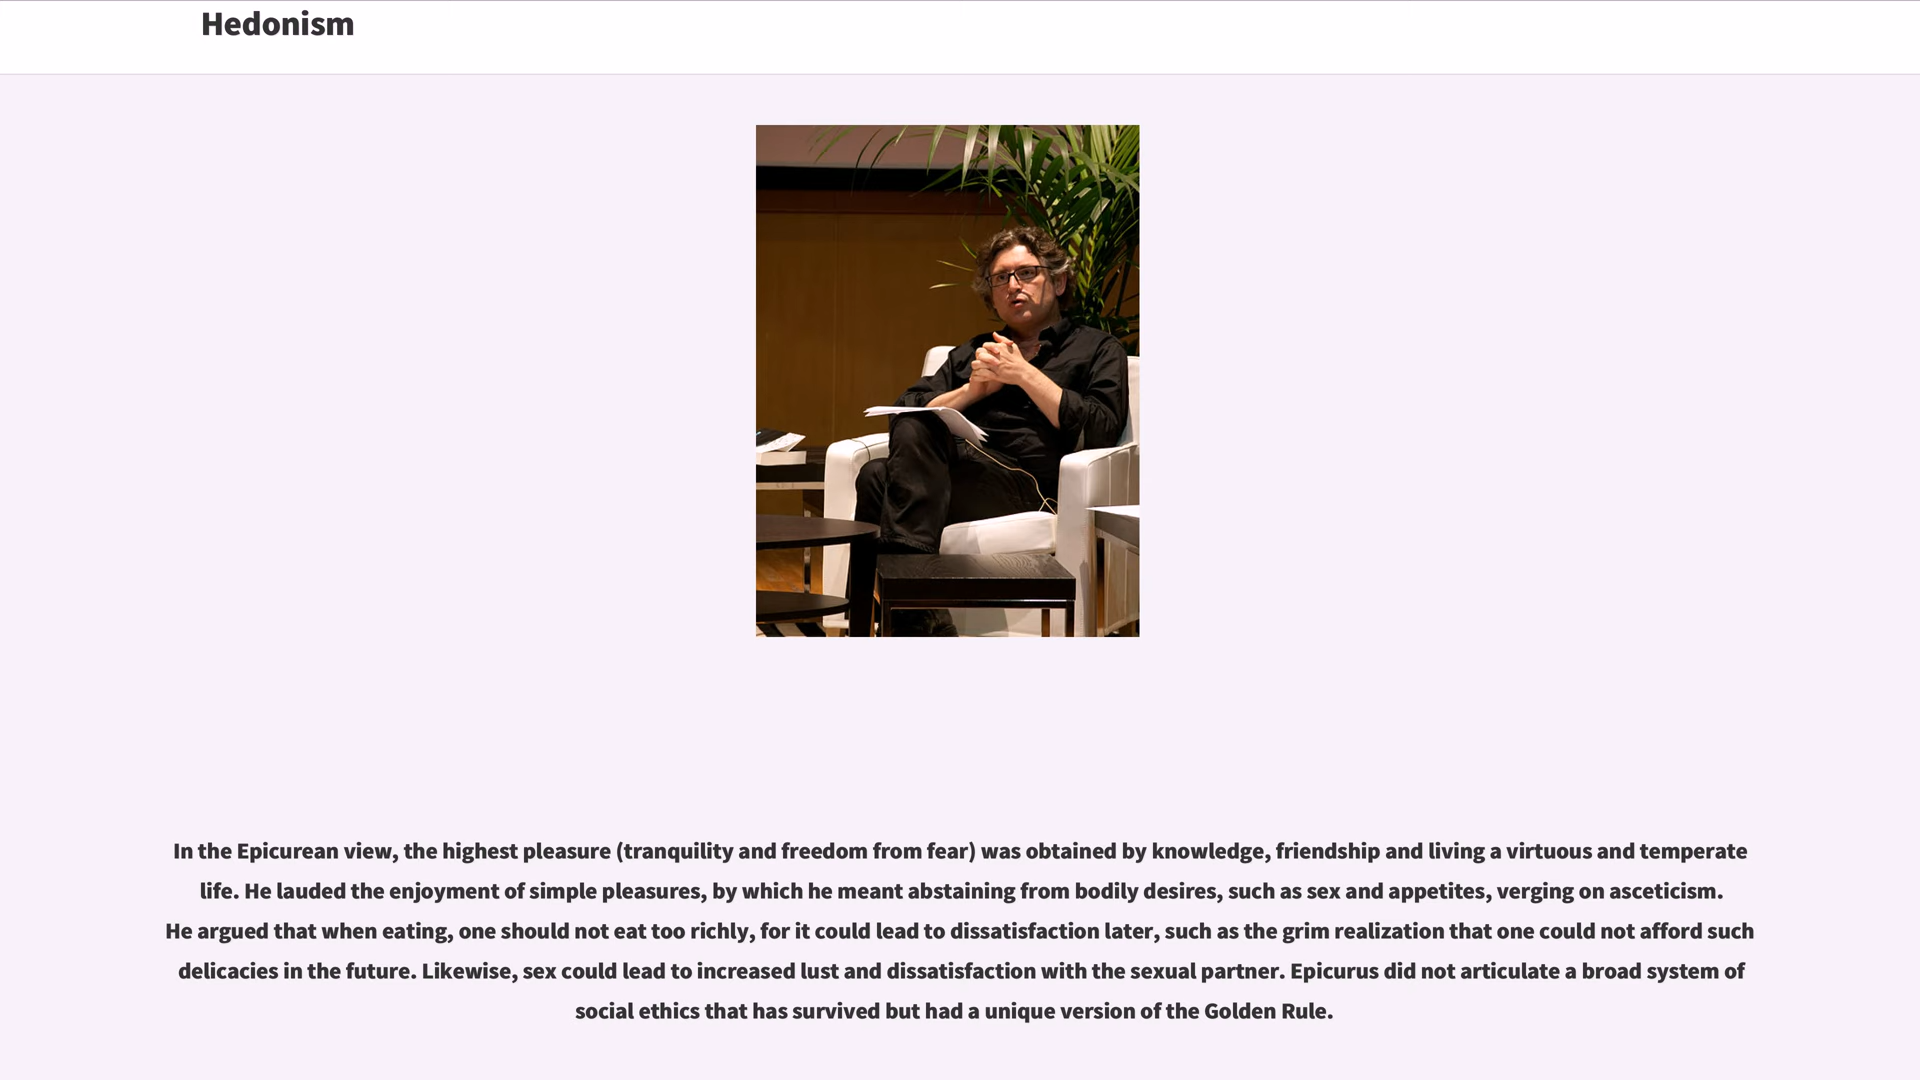 Hedonism
In the Epicurean view, the highest pleasure (tranquility and freedom from fear) was obtained by knowledge, friendship and living a virtuous and temperate
life. He lauded the enjoyment of simple pleasures, by which he meant abstaining from bodily desires, such as sex and appetites, verging on asceticism.
He argued that when eating, one should not eat too richly, for it could lead to dissatisfaction later, such as the grim realization that one could not afford such
delicacies in the future. Likewise, sex could lead to increased lust and dissatisfaction with the sexual partner. Epicurus did not articulate a broad system of
social ethics that has survived but had a unique version of the Golden Rule.